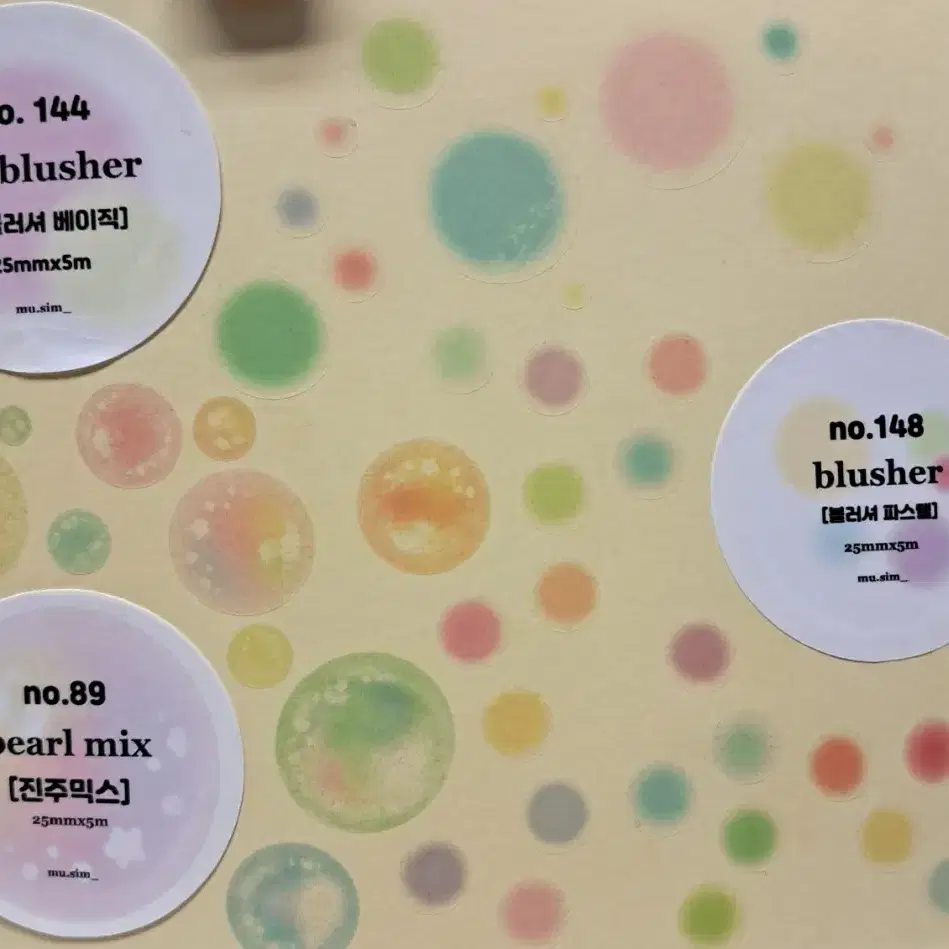 o. 144
blusher
러셔 베이직]
25mmx5m
mu.sim_
no.148
blusher
[블러셔 파스텔]
25mmx5m
mu.sim_
no.89
pearl mix
[진주믹스]
25mmx5m
mu.sim_